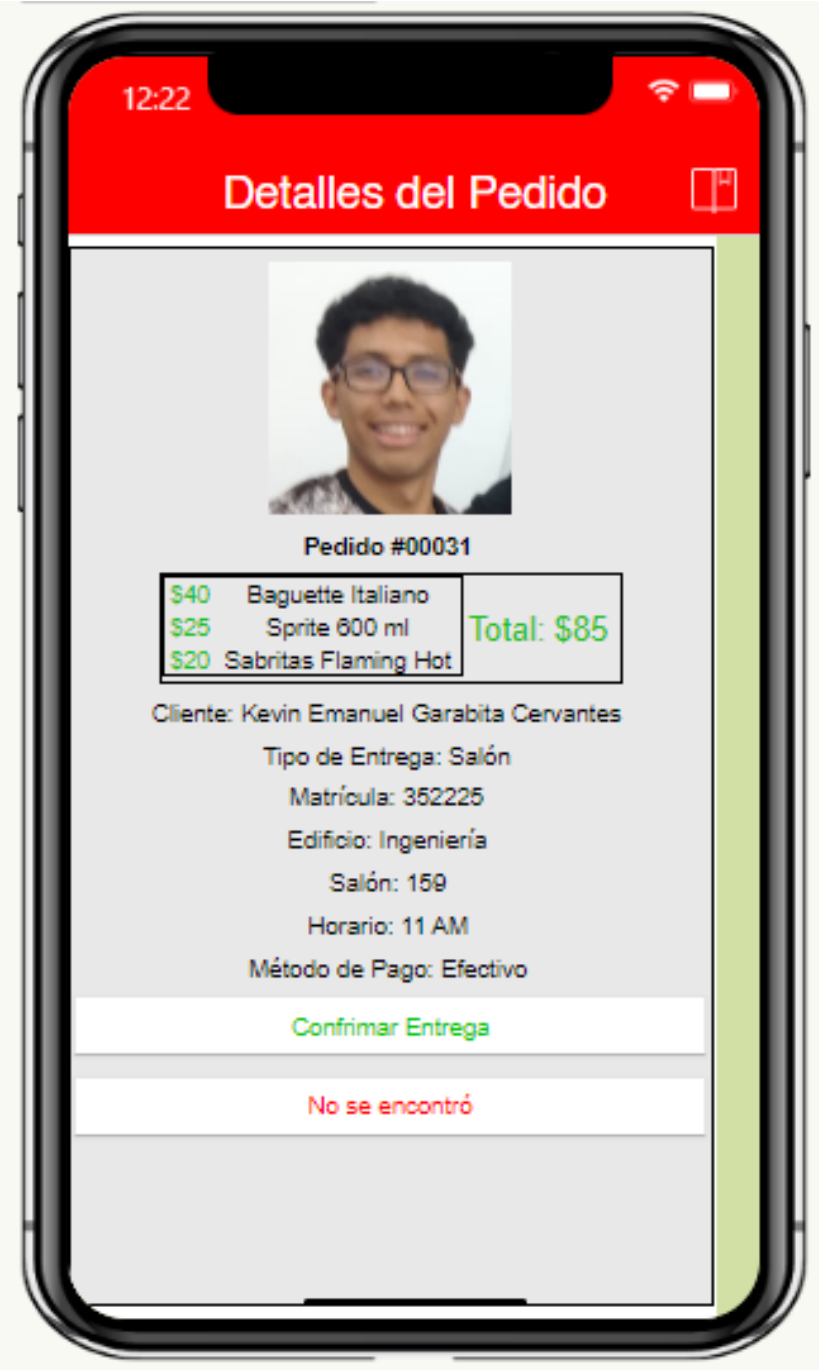 12:22
Detalles del Pedido
Pedido #00031
$40 Baguette Italiano
$25 Sprite 600 ml
$20 Sabritas Flaming Hot
Total: $85
Cliente: Kevin Emanuel Garabita Cervantes
Tipo de Entrega: Salón
Matrícula: 352225
Edificio: Ingeniería
Salón: 159
Horario: 11 AM
Método de Pago: Efectivo
Confrimar Entrega
No se encontró